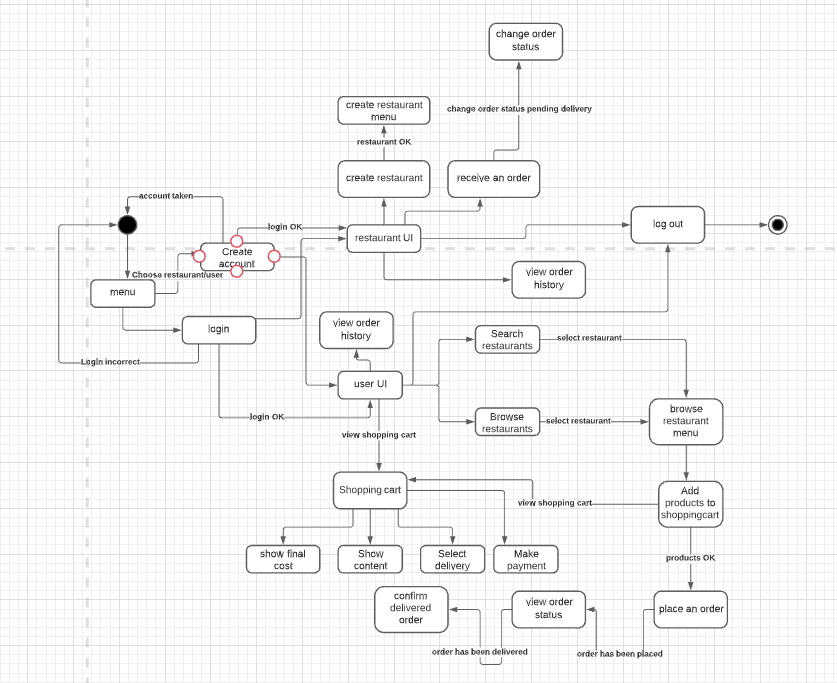 change order
status
create restaurant
menu
change order status pending delivery
restaurant OK
create restaurant
receive an order
account taken
login OK
restaurant UI
log out
Create
account
Choose restaurant/user
view order
history
menu
login
view order
history
Search
restaurants
select restaurant
Login incorrect
user UI
login OK
Browse
restaurants
select restaurant
browse
restaurant
menu
view shopping cart
Shopping cart
view shopping cart
Add
products to
shoppingcart
show final
cost
Show
content
Select
delivery
Make
payment
products OK
confirm
delivered
order
view order
status
place an order
order has been delivered
order has been placed